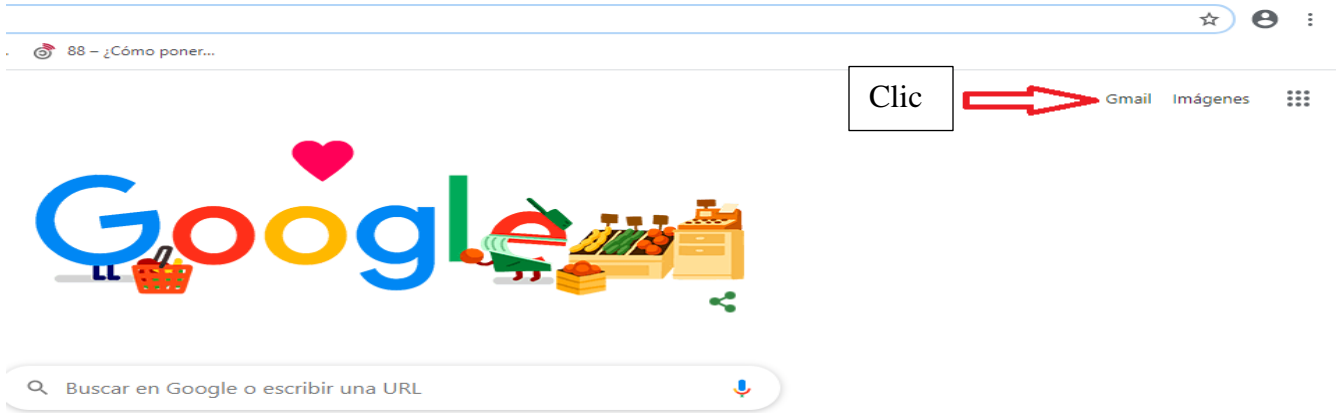 88 – ¿Cómo poner...
Clic
Gmail Imágenes
Google
Buscar en Google o escribir una URL